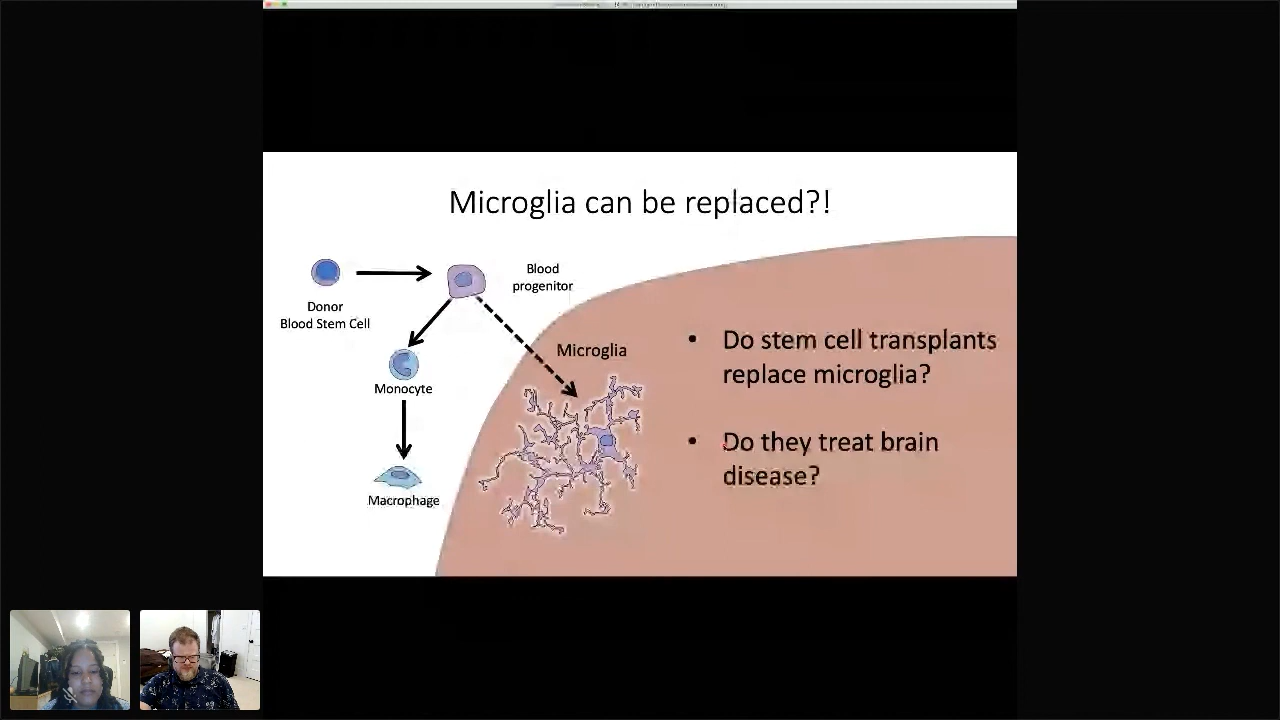 Microglia can be replaced?!
Blood
progenitor
Donor
Blood Stem Cell
Microglia
Monocyte
Macrophage
• Do stem cell transplants
replace microglia?
• Do they treat brain
disease?